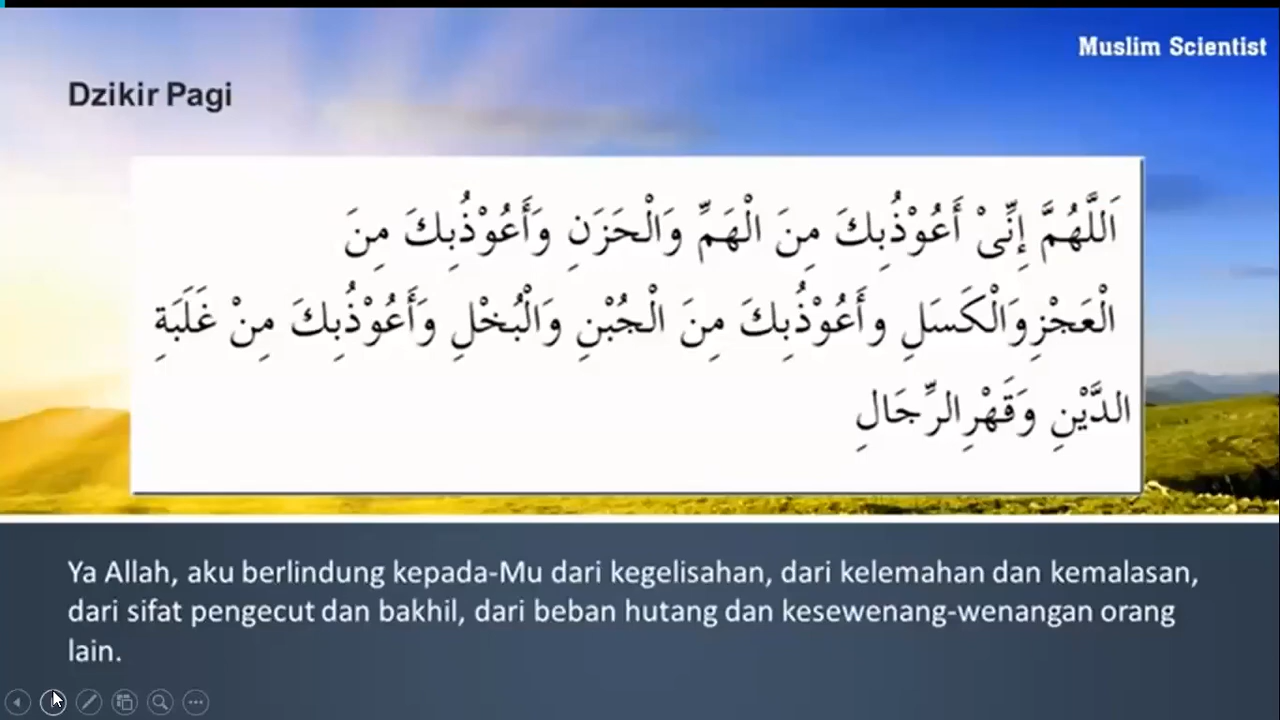 Muslim Scientist
Dzikir Pagi
اَللَّهُمَّ إِنِّىْ أَعُوْذُبِكَ مِنَ الْهَمِّ وَالْحَزَنِ وَأَعُوْذُبِكَ مِنَ
الْعَجْزِوَالْكَسَلِ وأَعُوْذُبِكَ مِنَ الْجُبْنِ وَالْبُخْلِ وَأَعُوْذُبِكَ مِنْ غَلَبَةِ
الدَّيْنِ وَقَهْرِالرِّجَالِ
Ya Allah, aku berlindung kepada-Mu dari kegelisahan, dari kelemahan dan kemalasan,
dari sifat pengecut dan bakhil, dari beban hutang dan kesewenang-wenangan orang
lain.